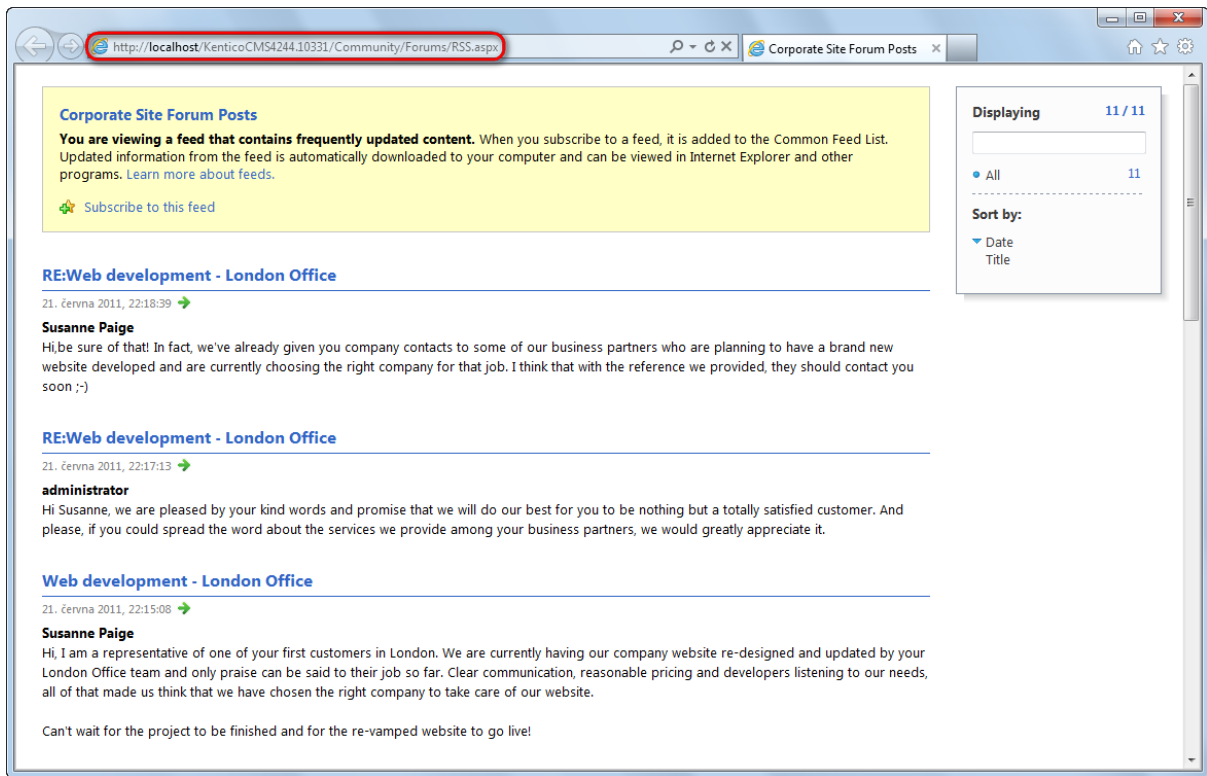 http://localhost/KenticoCMS4244.10331/Community/Forums/RSS.aspx
Corporate Site Forum Posts
Corporate Site Forum Posts
You are viewing a feed that contains frequently updated content. When you subscribe to a feed, it is added to the Common Feed List.
Updated information from the feed is automatically downloaded to your computer and can be viewed in Internet Explorer and other
programs. Learn more about feeds.
Subscribe to this feed
Displaying 11 / 11
All 11
Sort by:
Date
Title
RE:Web development - London Office
21. června 2011, 22:18:39
Susanne Paige
Hi,be sure of that! In fact, we've already given you company contacts to some of our business partners who are planning to have a brand new
website developed and are currently choosing the right company for that job. I think that with the reference we provided, they should contact you
soon ;-)
RE:Web development - London Office
21. června 2011, 22:17:13
administrator
Hi Susanne, we are pleased by your kind words and promise that we will do our best for you to be nothing but a totally satisfied customer. And
please, if you could spread the word about the services we provide among your business partners, we would greatly appreciate it.
Web development - London Office
21. června 2011, 22:15:08
Susanne Paige
Hi, I am a representative of one of your first customers in London. We are currently having our company website re-designed and updated by your
London Office team and only praise can be said to their job so far. Clear communication, reasonable pricing and developers listening to our needs,
all of that made us think that we have chosen the right company to take care of our website.
Can't wait for the project to be finished and for the re-vamped website to go live!